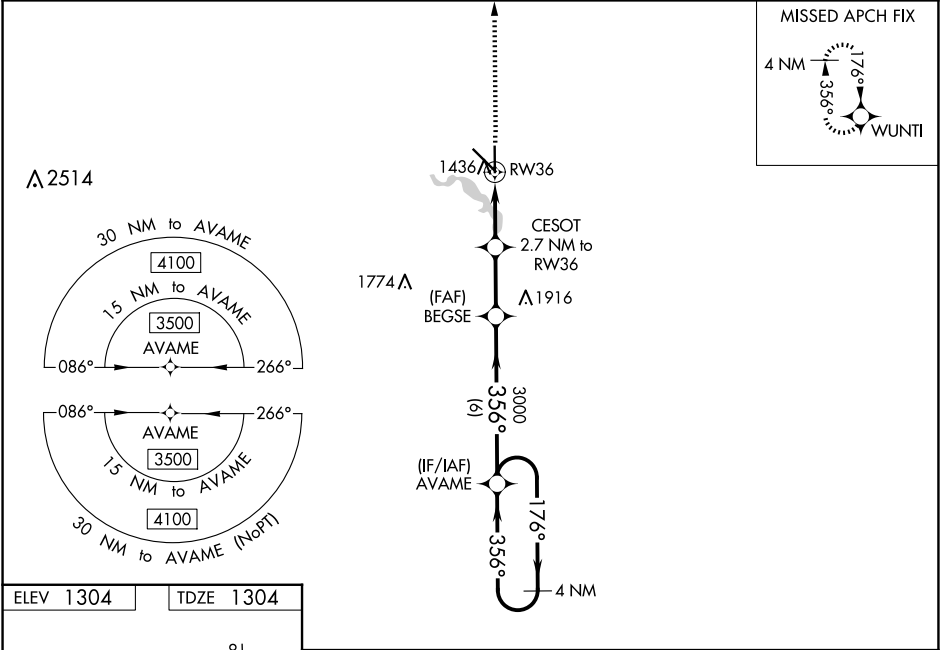 MISSED APCH FIX
4 NM
176°
356°
WUNTI
1436
RW36
2514
CESOT
2.7 NM to
RW36
30 NM to AVAME
4100
15 NM to AVAME
3500
AVAME
086°
266°
1774
(FAF)
BEGSE
1916
086°
266°
AVAME
3500
15 NM to AVAME
4100
30 NM to AVAME (NoPT)
3000
356°
(6)
(IF/IAF)
AVAME
176°
356°
4 NM
ELEV 1304
TDZE 1304